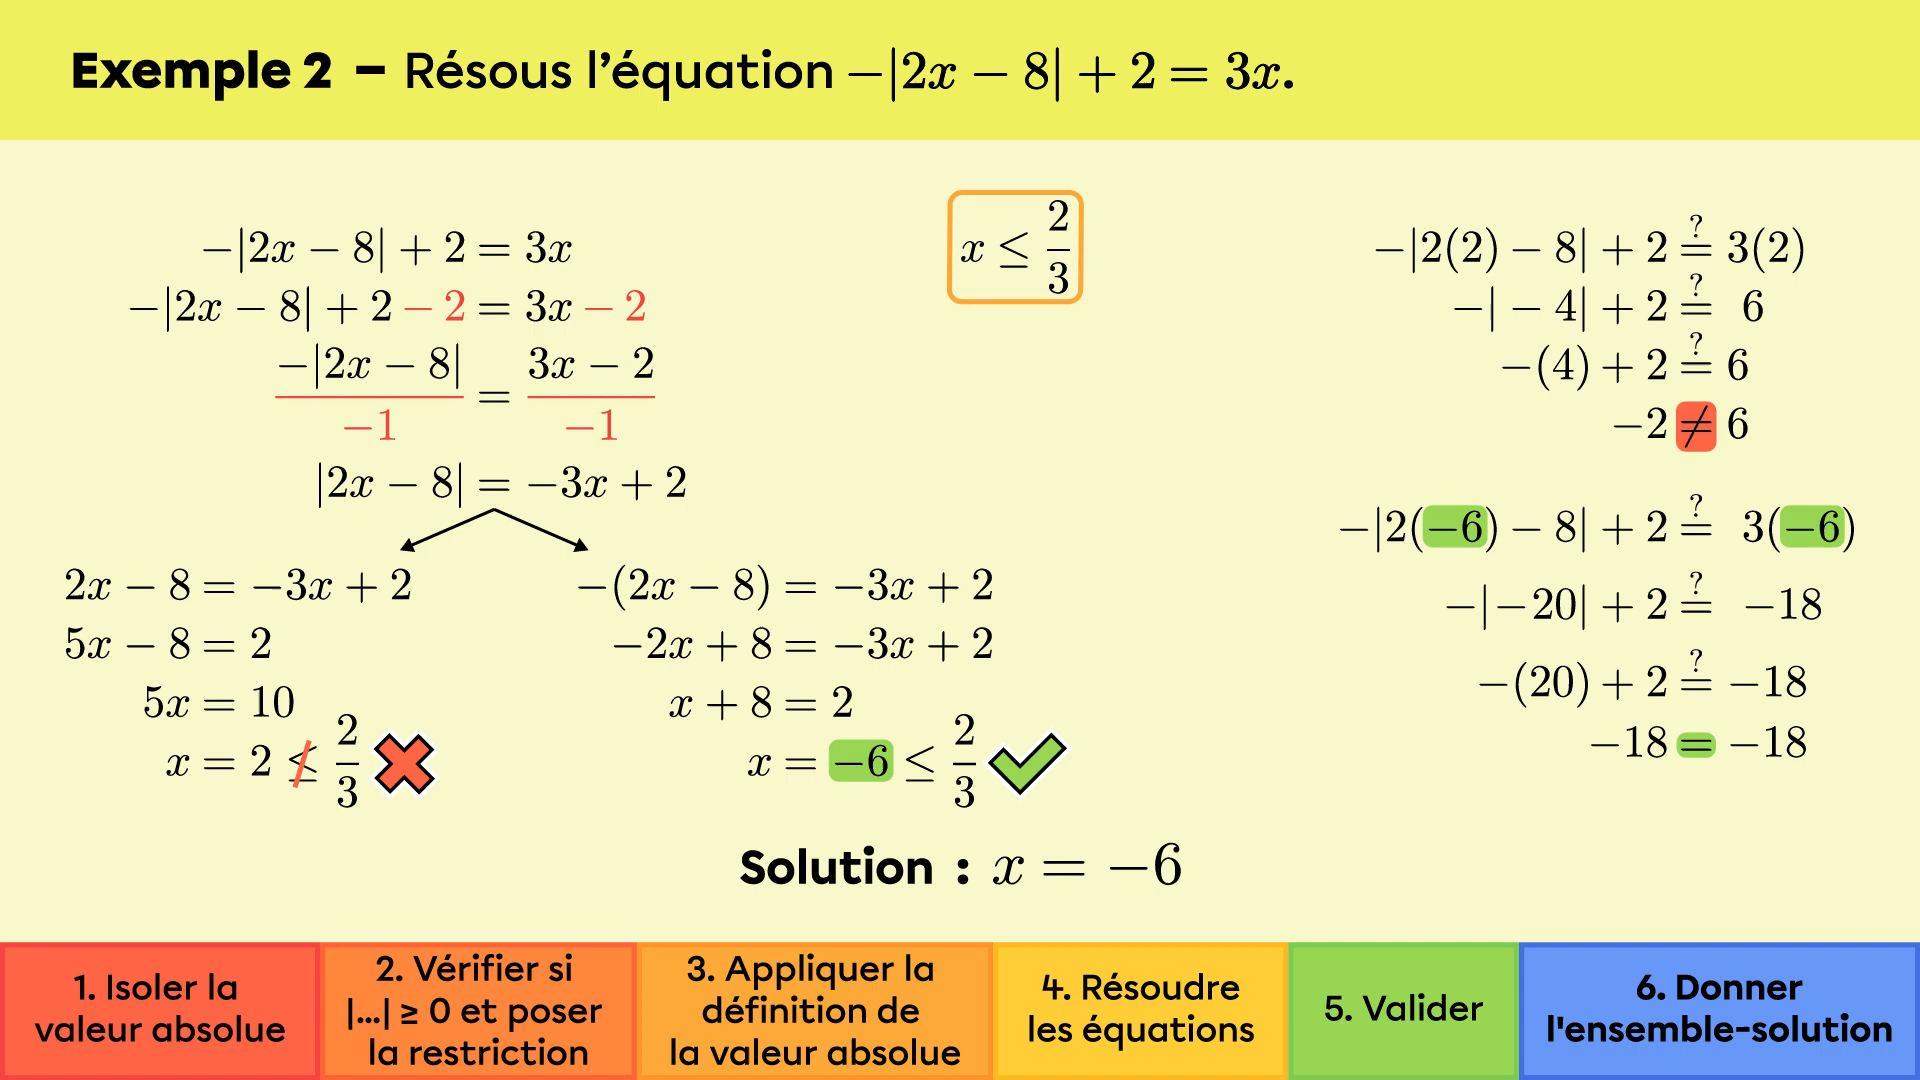 Exemple 2 – Résous l’équation −|2x − 8| + 2 = 3x.
−|2x − 8| + 2 = 3x
−|2x − 8| + 2 − 2 = 3x − 2
−|2x − 8| / −1 = 3x − 2 / −1
|2x − 8| = −3x + 2
2x − 8 = −3x + 2
5x − 8 = 2
5x = 10
x = 2 ≰ 2/3
−(2x − 8) = −3x + 2
−2x + 8 = −3x + 2
x + 8 = 2
x = −6 ≤ 2/3
x ≤ 2/3
−|2(2) − 8| + 2 ≟ 3(2)
−| − 4| + 2 ≟ 6
−(4) + 2 ≟ 6
−2 ≠ 6
−|2(−6) − 8| + 2 ≟ 3(−6)
−|−20| + 2 ≟ −18
−(20) + 2 ≟ −18
−18 = −18
Solution : x = −6
1. Isoler la
valeur absolue
2. Vérifier si
|...| ≥ 0 et poser
la restriction
3. Appliquer la
définition de
la valeur absolue
4. Résoudre
les équations
5. Valider
6. Donner
l'ensemble-solution